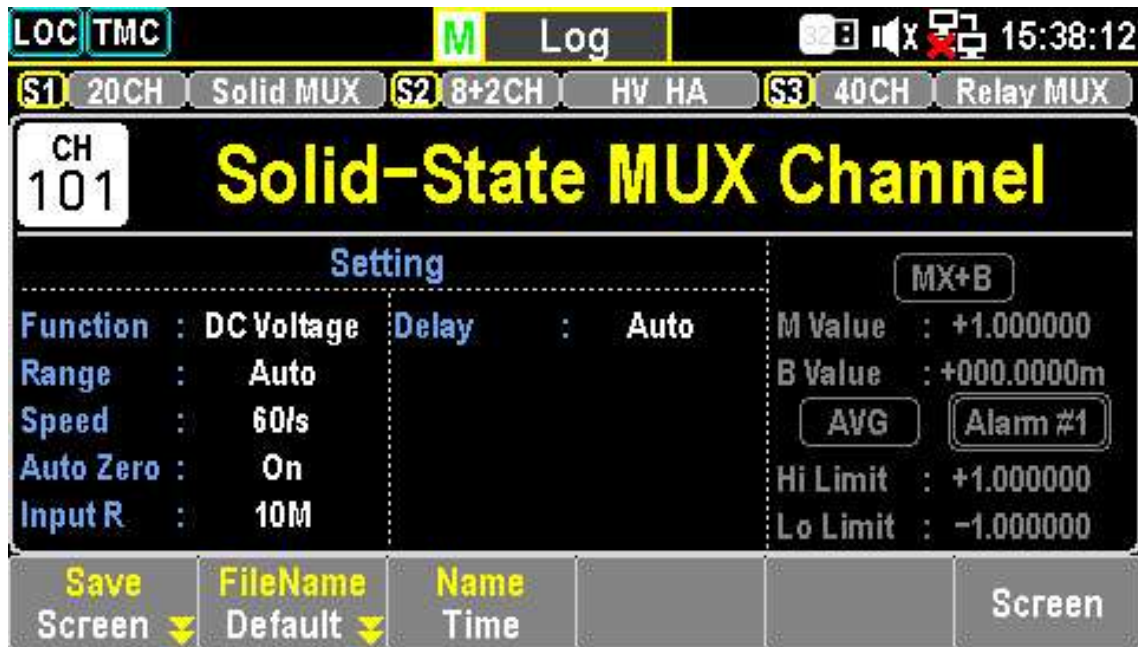 LOC TMC M Log 32 X 15:38:12
S1 20CH Solid MUX S2 8+2CH HV HA S3 40CH Relay MUX
CH
101
Solid-State MUX Channel
Setting
MX+B
Function : DC Voltage Delay : Auto M Value : +1.000000
Range : Auto B Value : +000.0000m
Speed : 60/s AVG Alarm #1
Auto Zero : On Hi Limit : +1.000000
Input R : 10M Lo Limit : -1.000000
Save FileName Name
Screen Default Time Screen